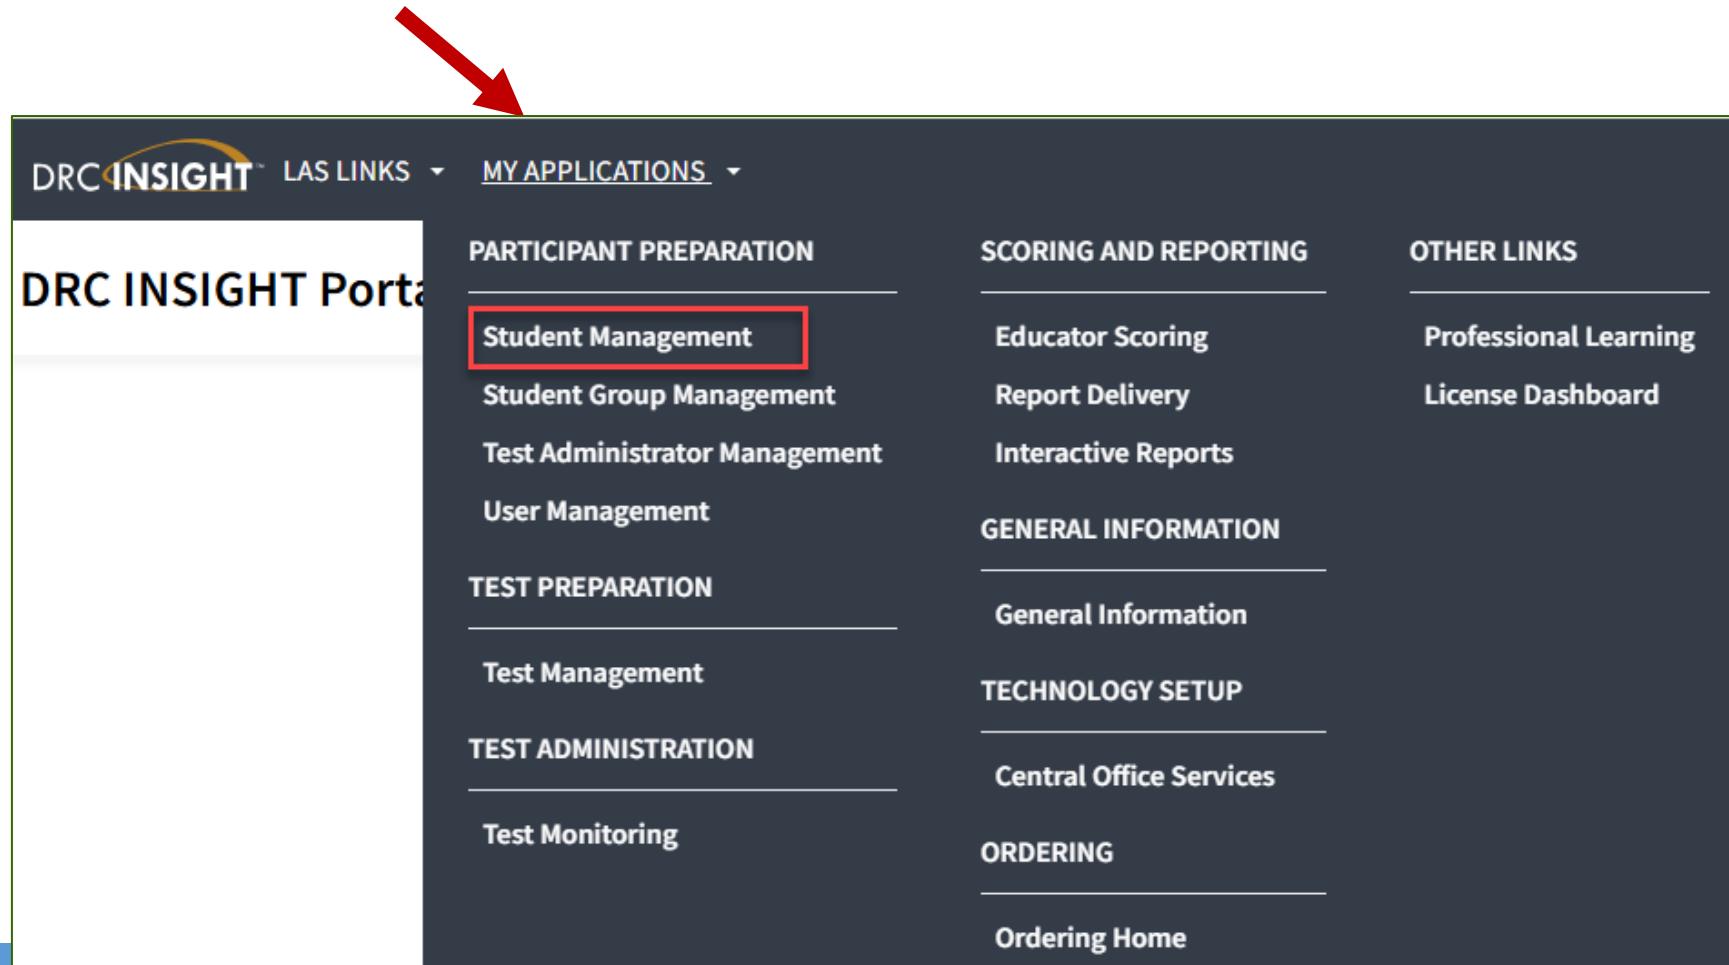 DRC INSIGHT™ LAS LINKS MY APPLICATIONS
DRC INSIGHT Porta
PARTICIPANT PREPARATION
Student Management
Student Group Management
Test Administrator Management
User Management
TEST PREPARATION
Test Management
TEST ADMINISTRATION
Test Monitoring
SCORING AND REPORTING
Educator Scoring
Report Delivery
Interactive Reports
GENERAL INFORMATION
General Information
TECHNOLOGY SETUP
Central Office Services
ORDERING
Ordering Home
OTHER LINKS
Professional Learning
License Dashboard